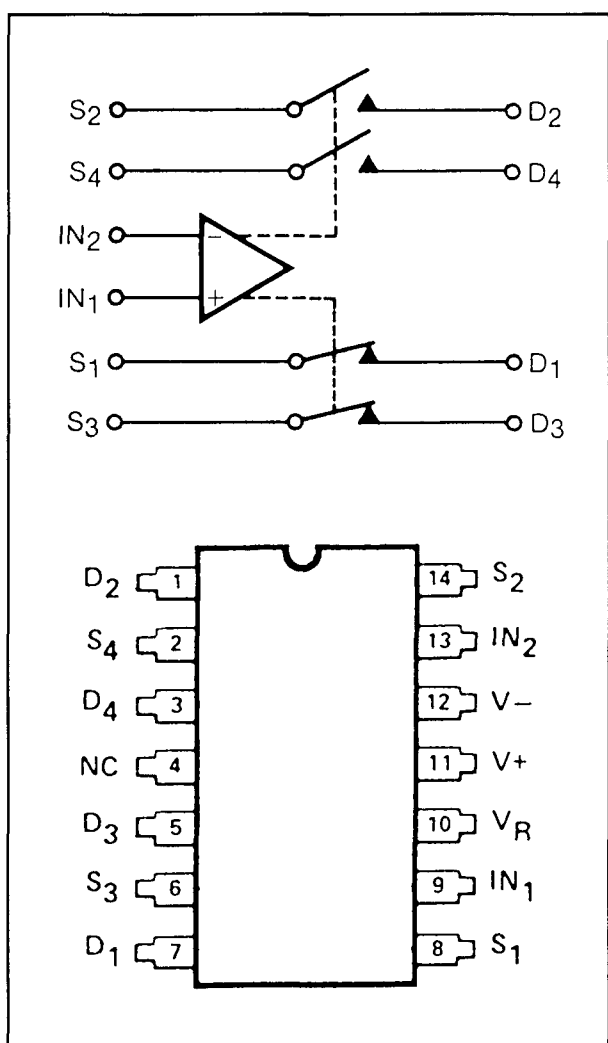 S2 D2
S4 D4
IN2 −
IN1 +
S1 D1
S3 D3
D2 1 14 S2
S4 2 13 IN2
D4 3 12 V−
NC 4 11 V+
D3 5 10 VR
S3 6 9 IN1
D1 7 8 S1